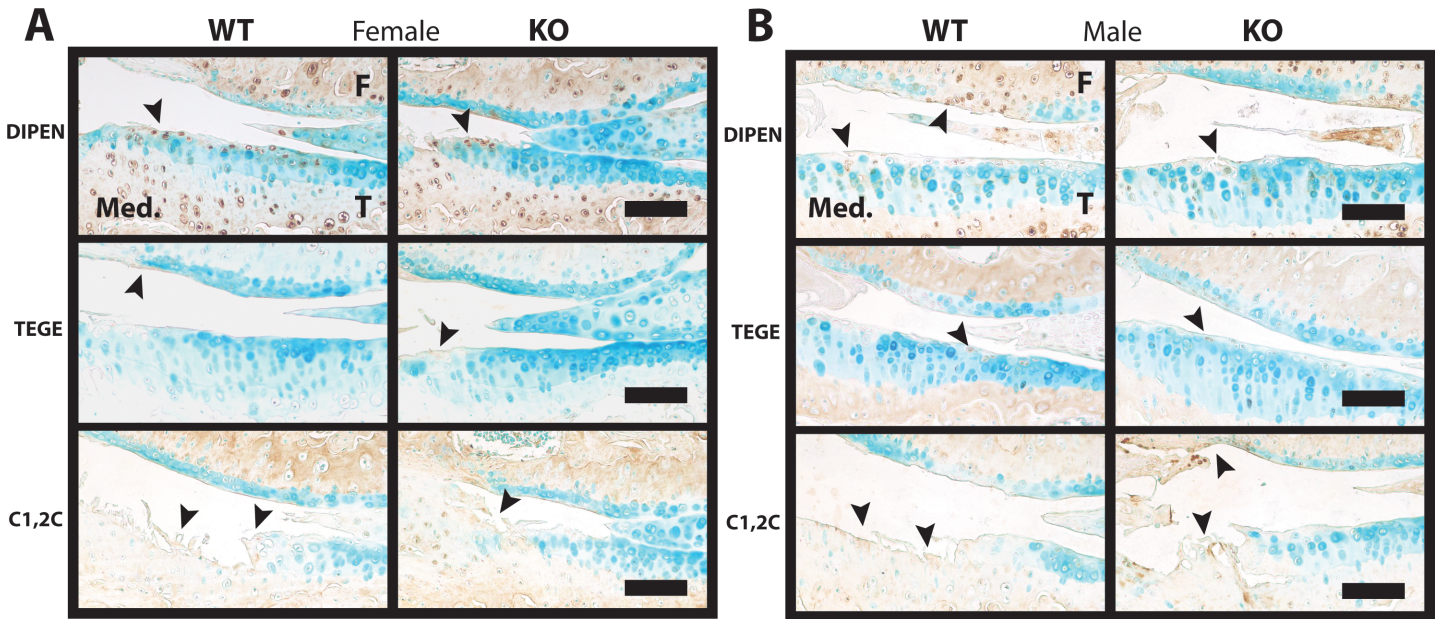 A WT Female KO
DIPEN F
Med. T
TEGE
C1,2C
B WT Male KO
DIPEN F
Med. T
TEGE
C1,2C